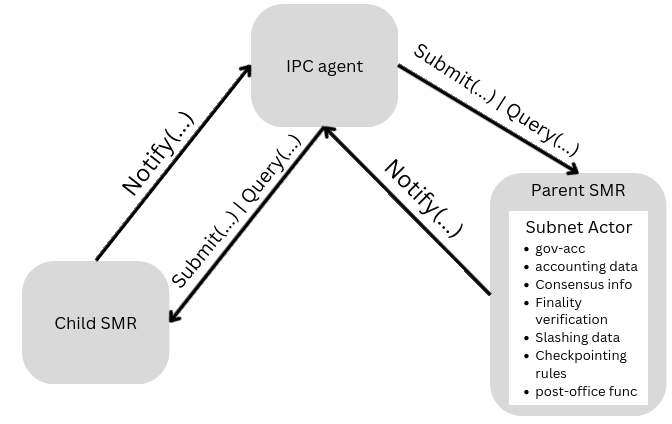 IPC agent
Submit(...) | Query(...)
Notify(...)
Submit(...) | Query(...)
Notify(...)
Child SMR
Parent SMR
Subnet Actor
• gov-acc
• accounting data
• Consensus info
• Finality
verification
• Slashing data
• Checkpointing
rules
• post-office func